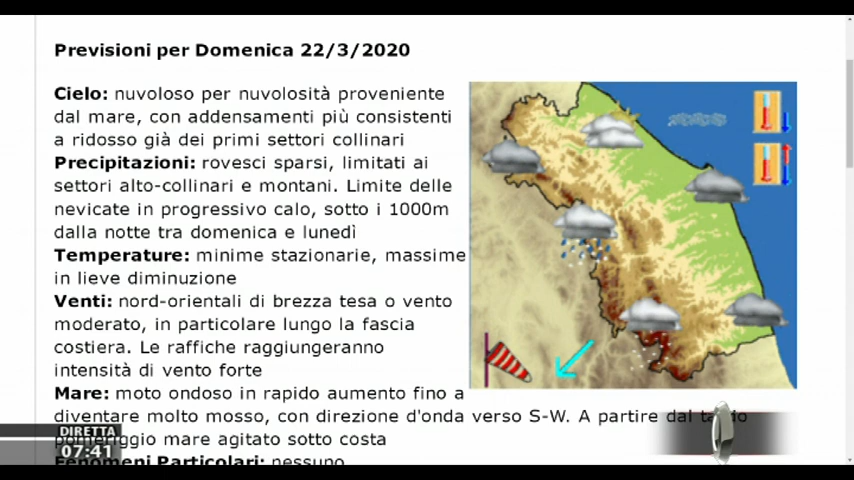 Previsioni per Domenica 22/3/2020
Cielo: nuvoloso per nuvolosità proveniente
dal mare, con addensamenti più consistenti
a ridosso già dei primi settori collinari
Precipitazioni: rovesci sparsi, limitati ai
settori alto-collinari e montani. Limite delle
nevicate in progressivo calo, sotto i 1000m
dalla notte tra domenica e lunedì
Temperature: minime stazionarie, massime
in lieve diminuzione
Venti: nord-orientali di brezza tesa o vento
moderato, in particolare lungo la fascia
costiera. Le raffiche raggiungeranno
intensità di vento forte
Mare: moto ondoso in rapido aumento fino a
diventare molto mosso, con direzione d'onda verso S-W. A partire dal tardo
pomeriggio mare agitato sotto costa
Fenomeni Particolari: nessuno
DIRETTA
07:41